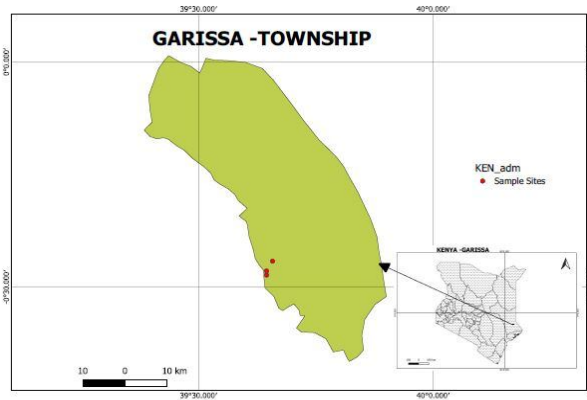 39°30.000' 40°0.000'
GARISSA -TOWNSHIP
0°0.000'
KEN_adm
Sample Sites
KENYA -GARISSA
-0°30.000'
10 0 10 km
39°30.000' 40°0.000'